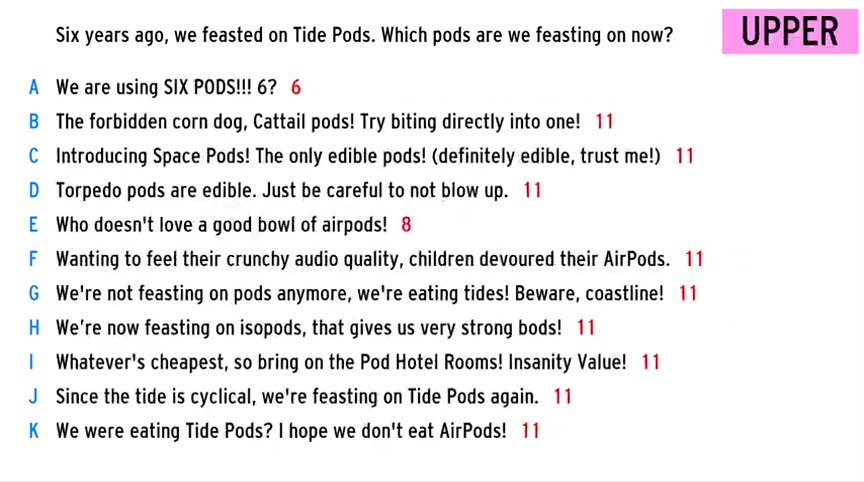 Six years ago, we feasted on Tide Pods. Which pods are we feasting on now?
UPPER
A We are using SIX PODS!!! 6? 6
B The forbidden corn dog, Cattail pods! Try biting directly into one! 11
C Introducing Space Pods! The only edible pods! (definitely edible, trust me!) 11
D Torpedo pods are edible. Just be careful to not blow up. 11
E Who doesn't love a good bowl of airpods! 8
F Wanting to feel their crunchy audio quality, children devoured their AirPods. 11
G We're not feasting on pods anymore, we're eating tides! Beware, coastline! 11
H We’re now feasting on isopods, that gives us very strong bods! 11
I Whatever's cheapest, so bring on the Pod Hotel Rooms! Insanity Value! 11
J Since the tide is cyclical, we're feasting on Tide Pods again. 11
K We were eating Tide Pods? I hope we don't eat AirPods! 11